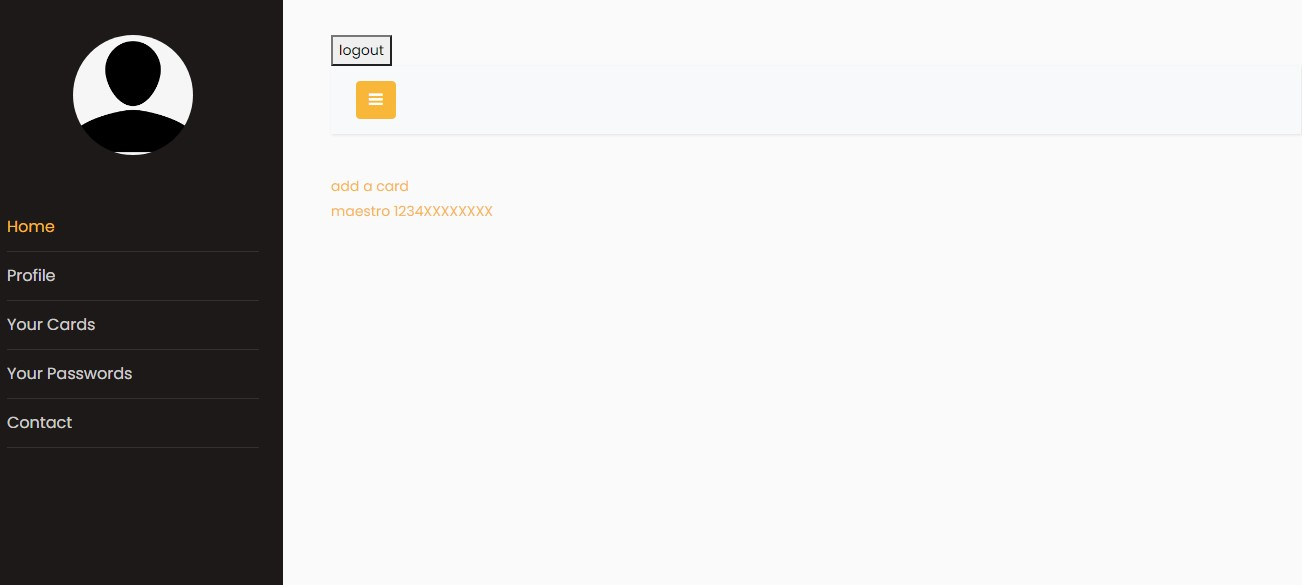 logout
Home
Profile
Your Cards
Your Passwords
Contact
add a card
maestro 1234XXXXXXXX